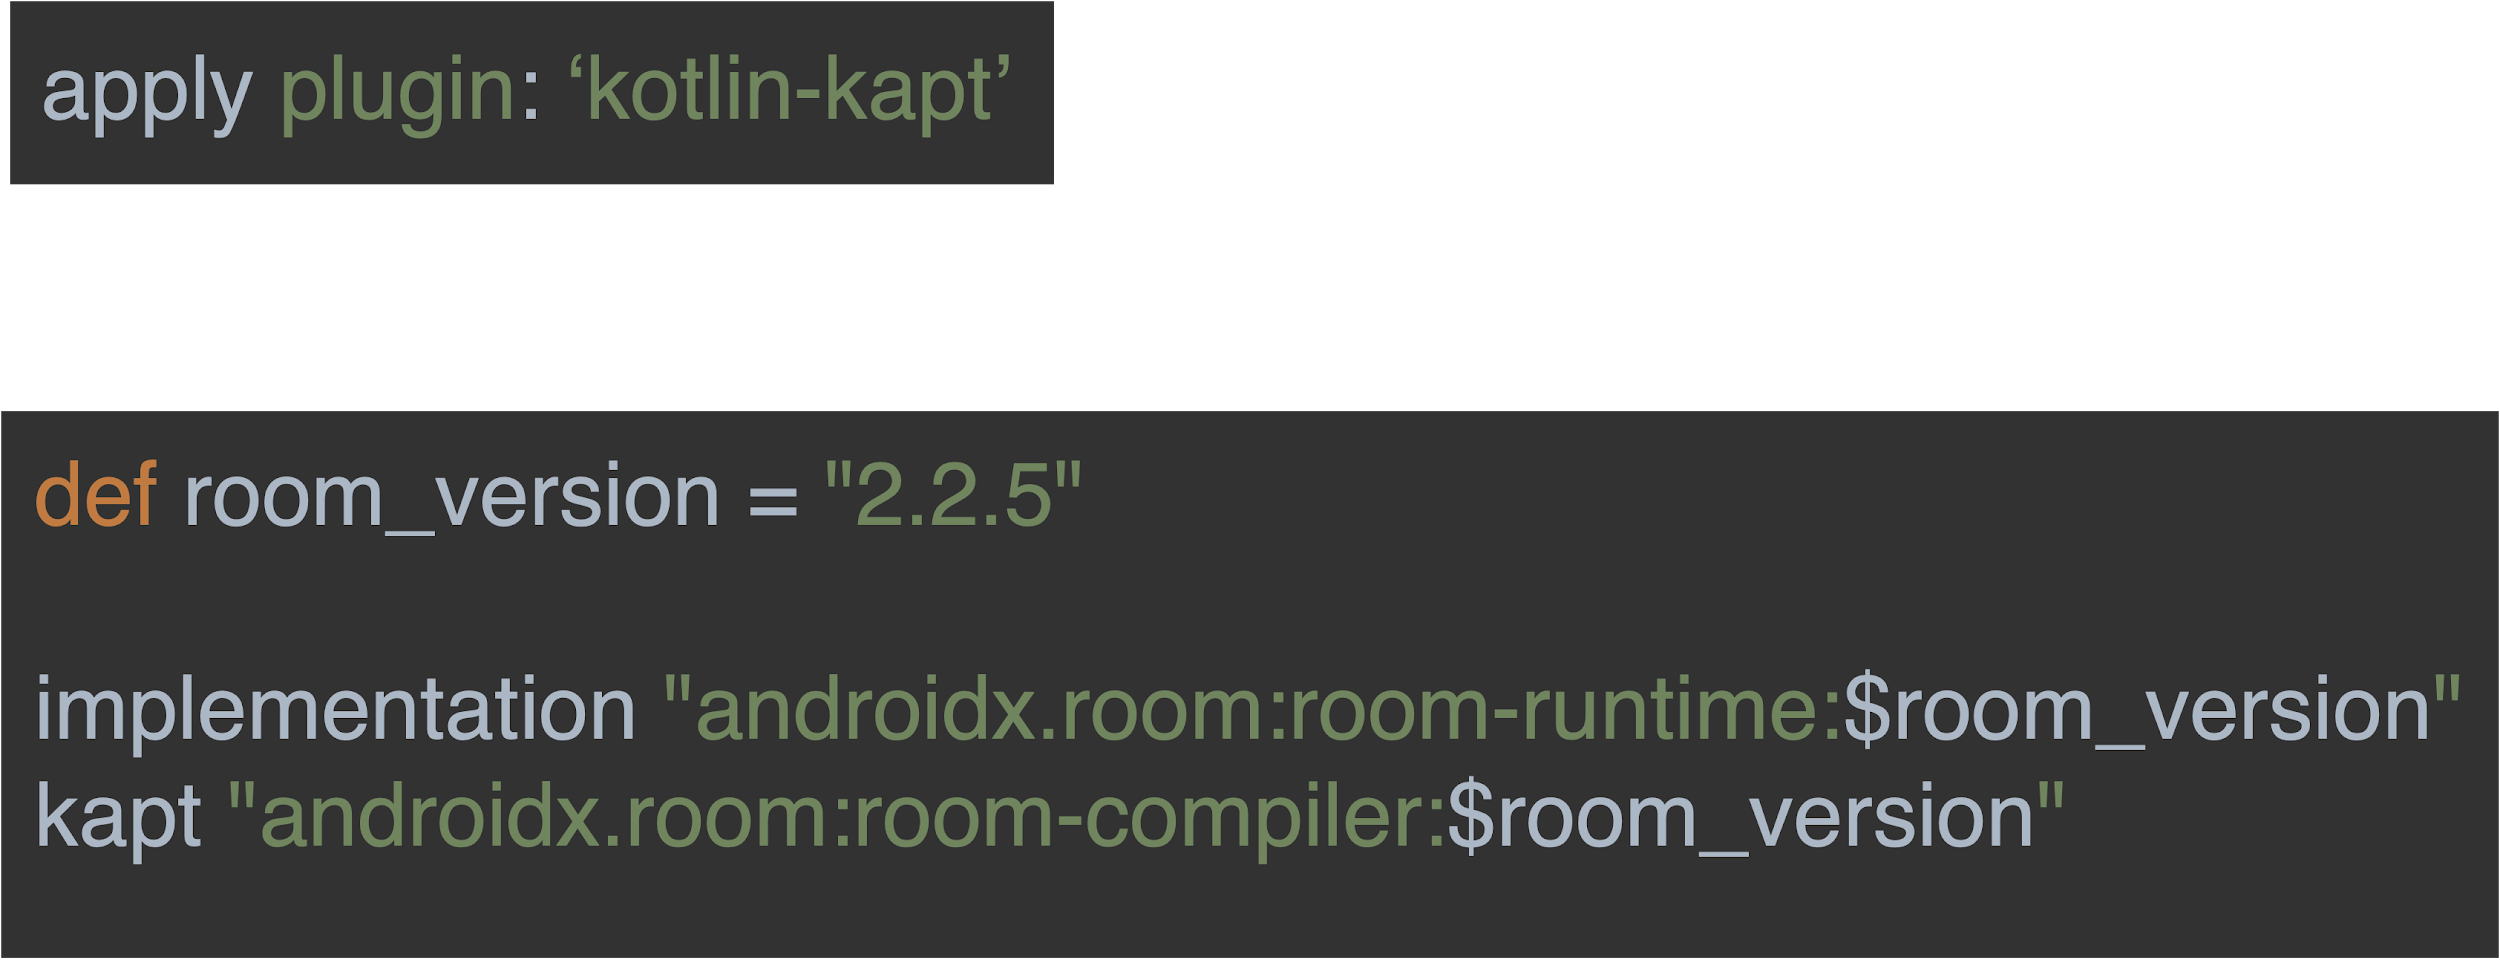 apply plugin: ‘kotlin-kapt’
def room_version = "2.2.5"
implementation "androidx.room:room-runtime:$room_version"
kapt "androidx.room:room-compiler:$room_version"